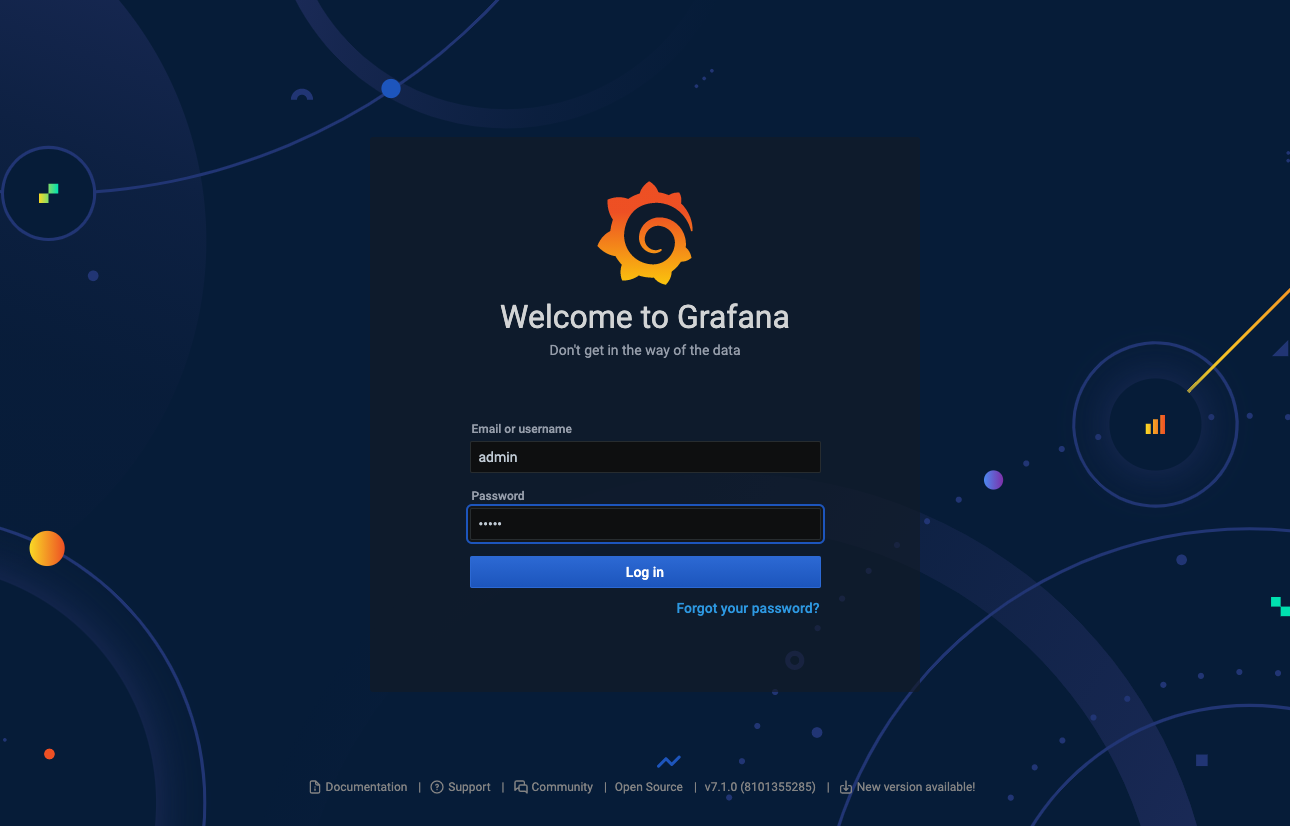 Welcome to Grafana
Don't get in the way of the data
Email or username
admin
Password
•••••
Log in
Forgot your password?
Documentation | Support | Community | Open Source | v7.1.0 (8101355285) | New version available!